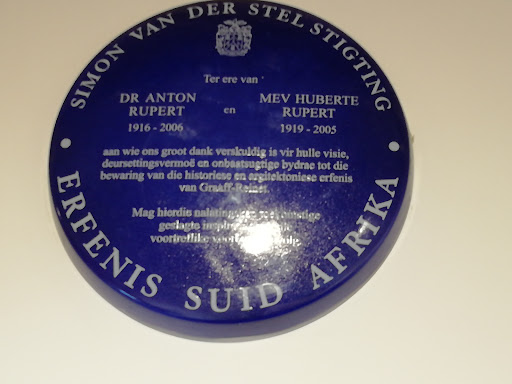 SIMON VAN DER STEL STIGTING
Ter ere van
DR ANTON RUPERT
1916 - 2006
en
MEV HUBERTE RUPERT
1919 - 2005
aan wie ons groot dank verskuldig is vir hulle visie,
deursettingsvermoë en onbaatsugtige bydrae tot die
bewaring van die historiese en argitektoniese erfenis
van Graaff-Reinet.
Mag hierdie
geslagte
voortreflike
ERFENIS SUID AFRIKA